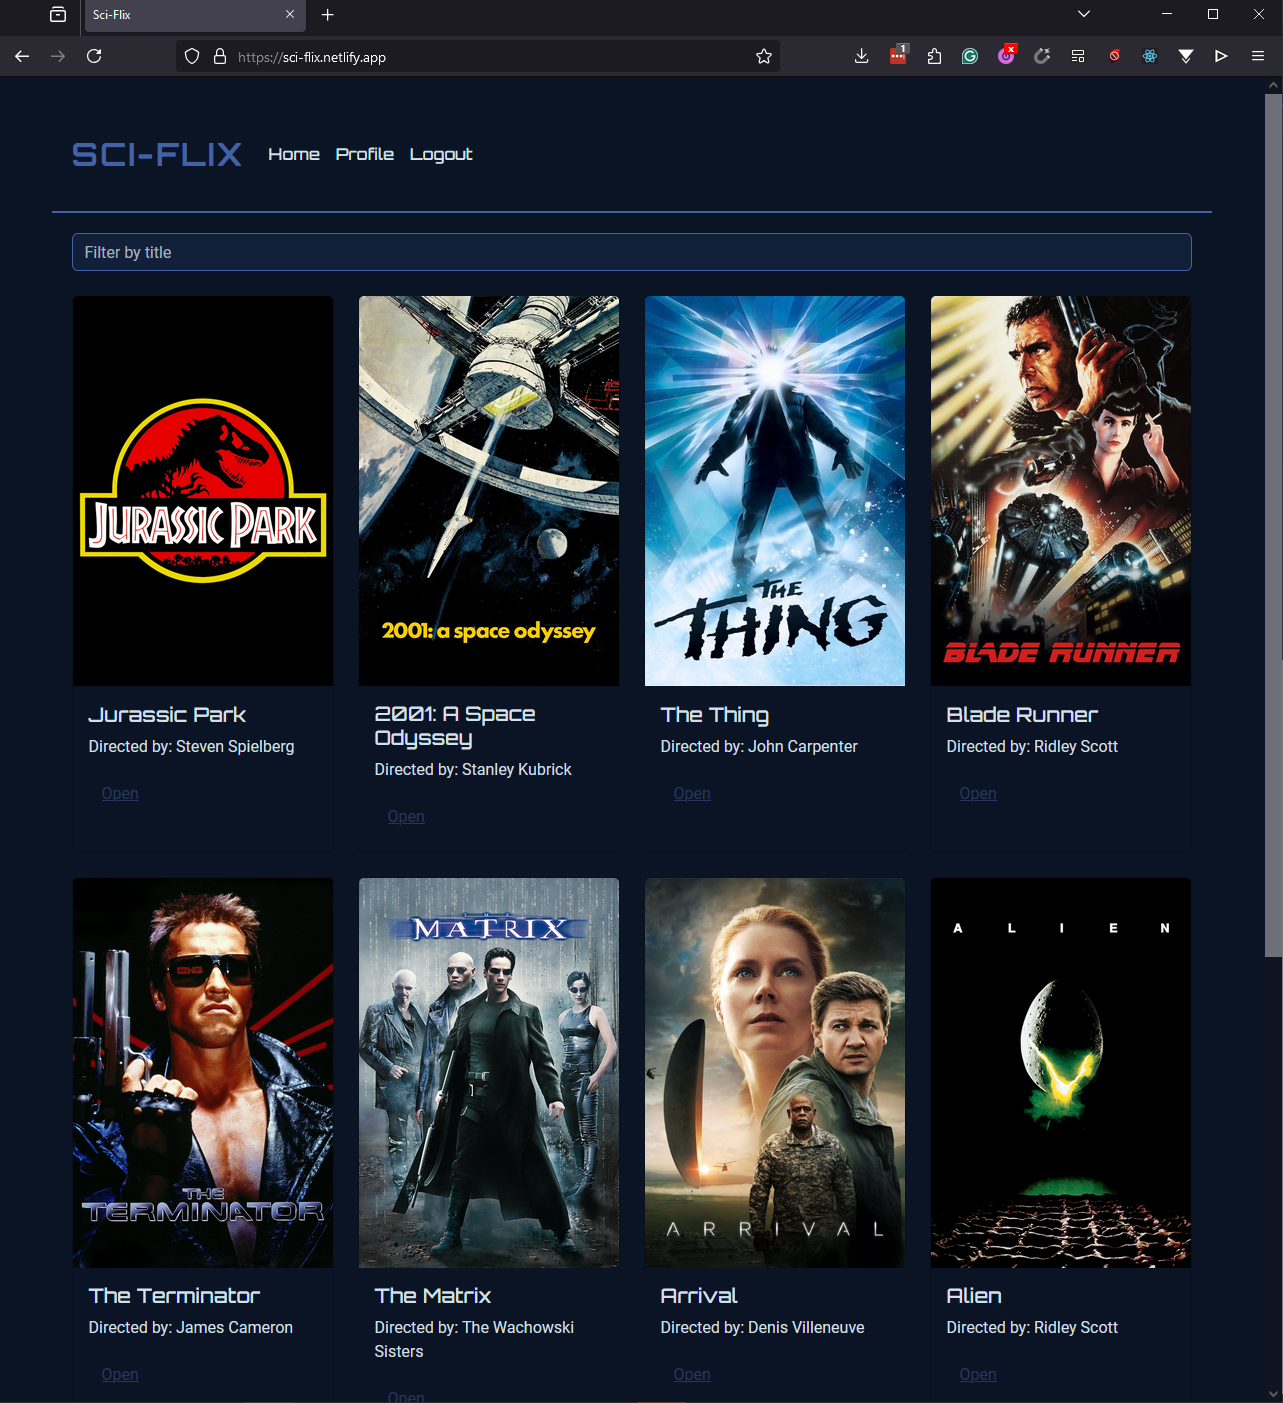 Sci-Flix
https://sci-flix.netlify.app
1
x
SCI-FLIX Home Profile Logout
Filter by title
JURASSIC PARK
2001: a space odyssey
THE
THING
BLADE RUNNER
Jurassic Park
Directed by: Steven Spielberg
Open
2001: A Space
Odyssey
Directed by: Stanley Kubrick
Open
The Thing
Directed by: John Carpenter
Open
Blade Runner
Directed by: Ridley Scott
Open
THE
TERMINATOR
THE
MATRIX
ARRIVAL
ALIEN
The Terminator
Directed by: James Cameron
Open
The Matrix
Directed by: The Wachowski
Sisters
Open
Arrival
Directed by: Denis Villeneuve
Open
Alien
Directed by: Ridley Scott
Open